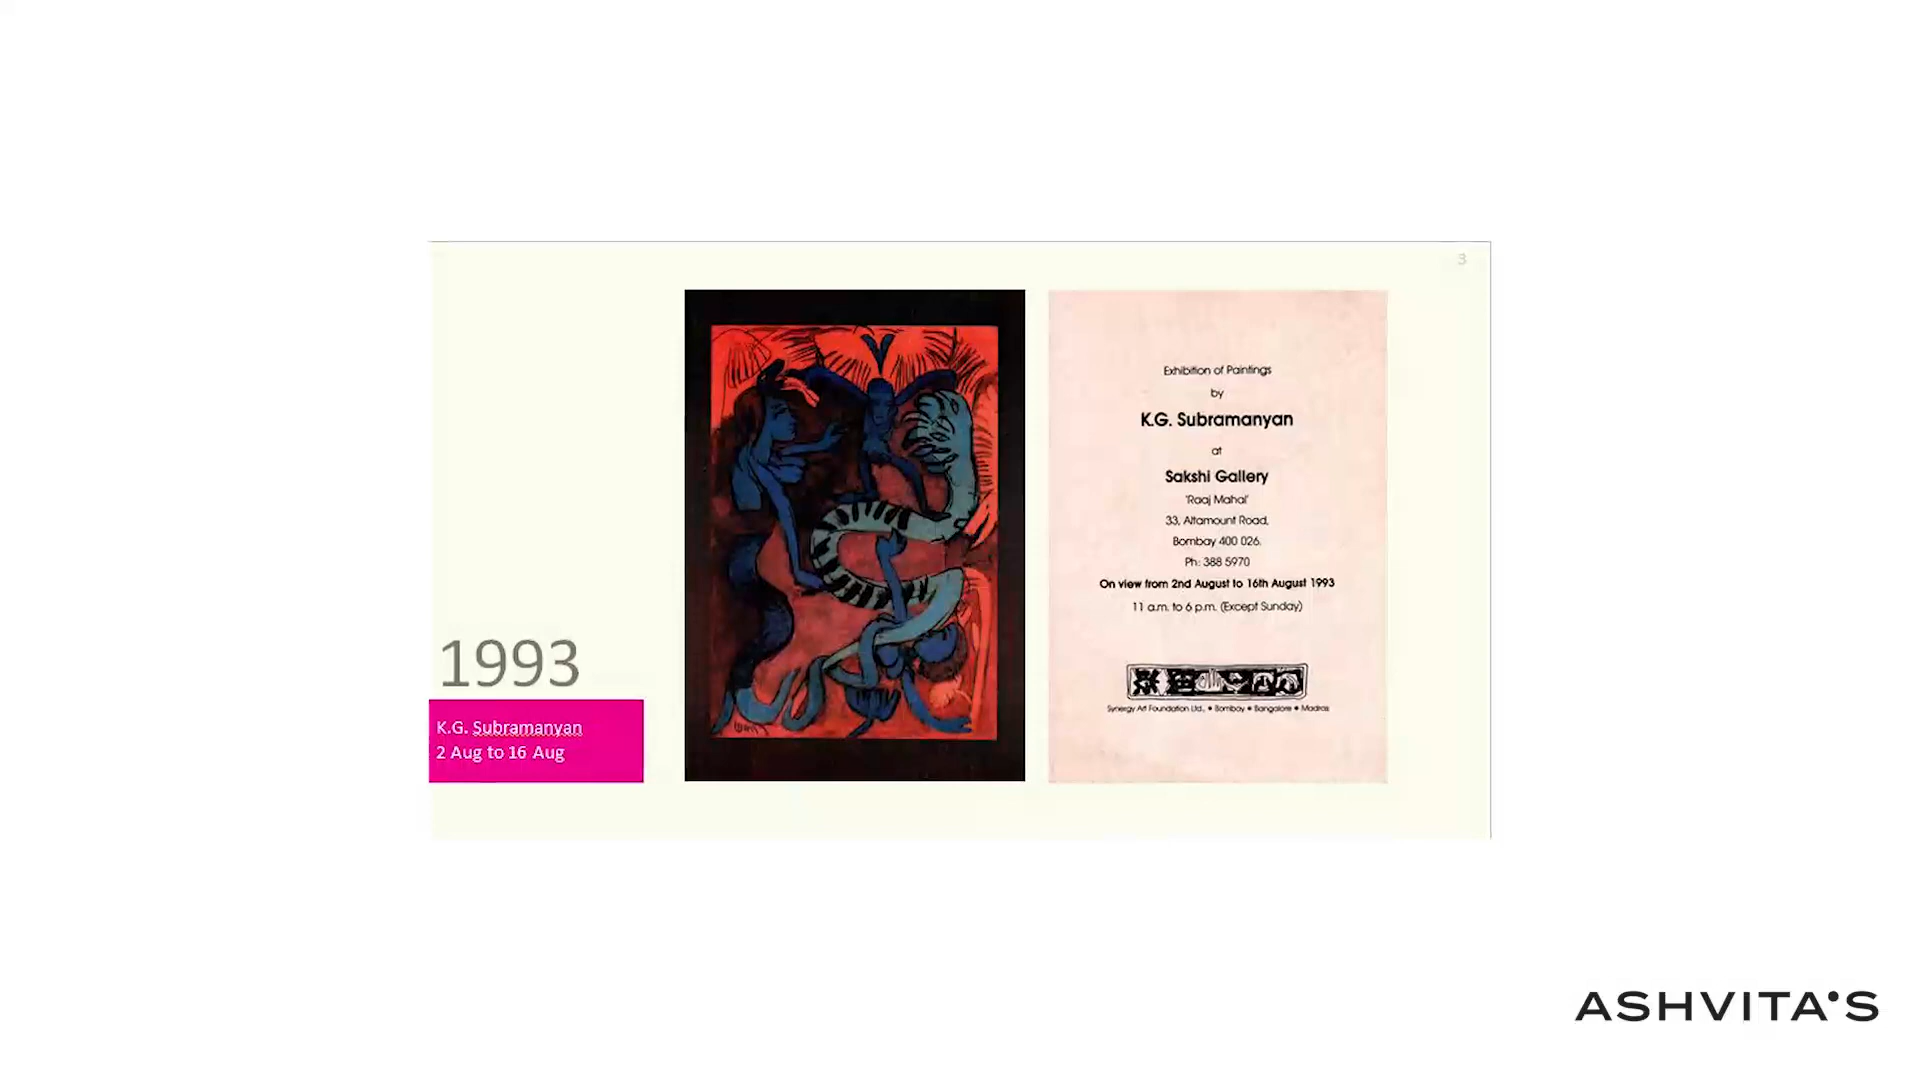 3
1993
K.G. Subramanyan
2 Aug to 16 Aug
Exhibition of Paintings
by
K.G. Subramanyan
at
Sakshi Gallery
'Raaj Mahal'
33, Altamount Road,
Bombay 400 026.
Ph: 388 5970
On view from 2nd August to 16th August 1993
11 a.m. to 6 p.m. (Except Sunday)
Synergy Art Foundation Ltd., • Bombay • Bangalore • Madras
ASHVITA'S